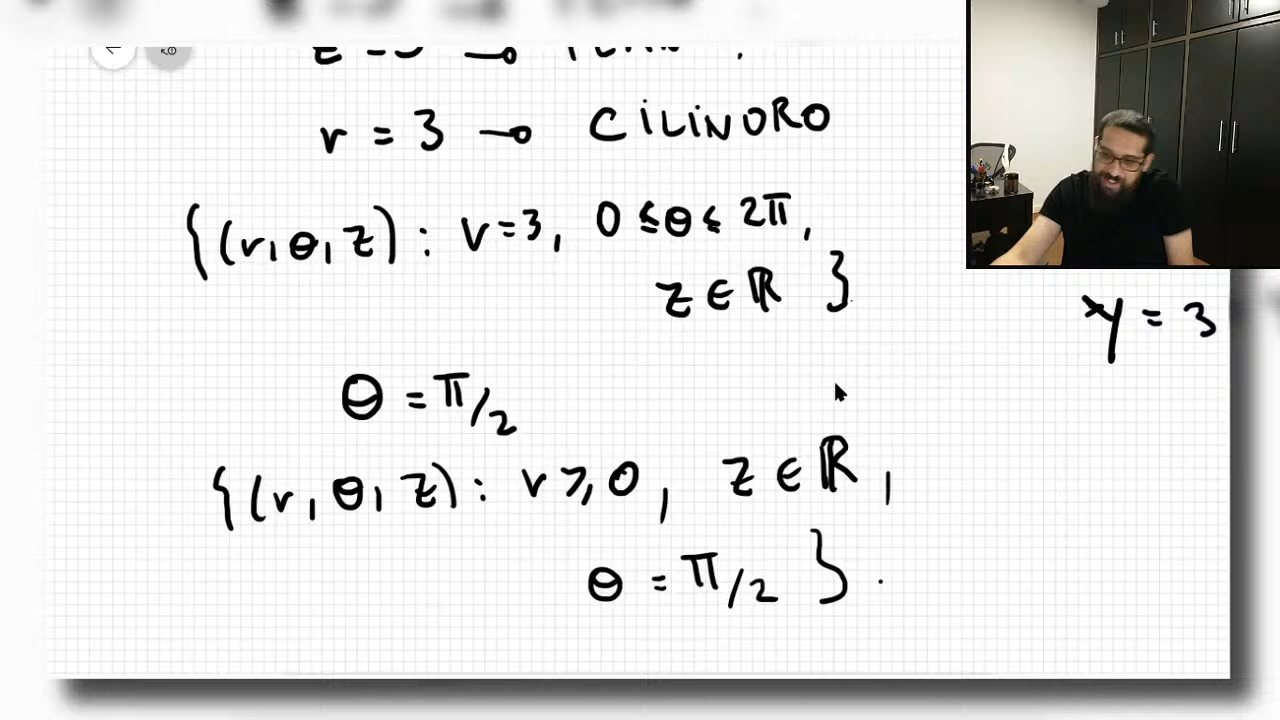 r = 3 → CILINDRO
{(r, θ, z) : r = 3, 0 ≤ θ ≤ 2π,
z ∈ ℝ }
y = 3
θ = π/2
{(r, θ, z) : r ≥ 0, z ∈ ℝ,
θ = π/2 }.